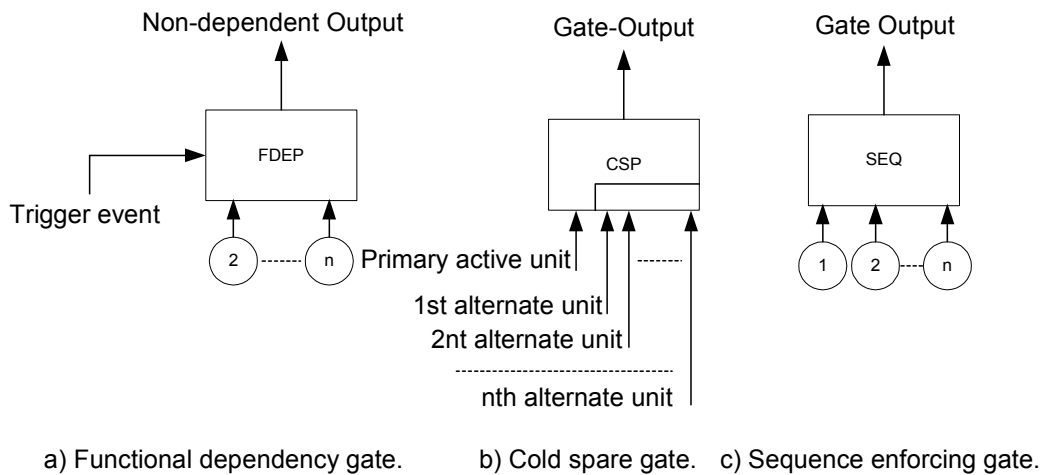 Non-dependent Output
FDEP
Trigger event
2
n
Gate-Output
CSP
Primary active unit
1st alternate unit
2nt alternate unit
nth alternate unit
Gate Output
SEQ
1
2
n
a) Functional dependency gate.
b) Cold spare gate.
c) Sequence enforcing gate.